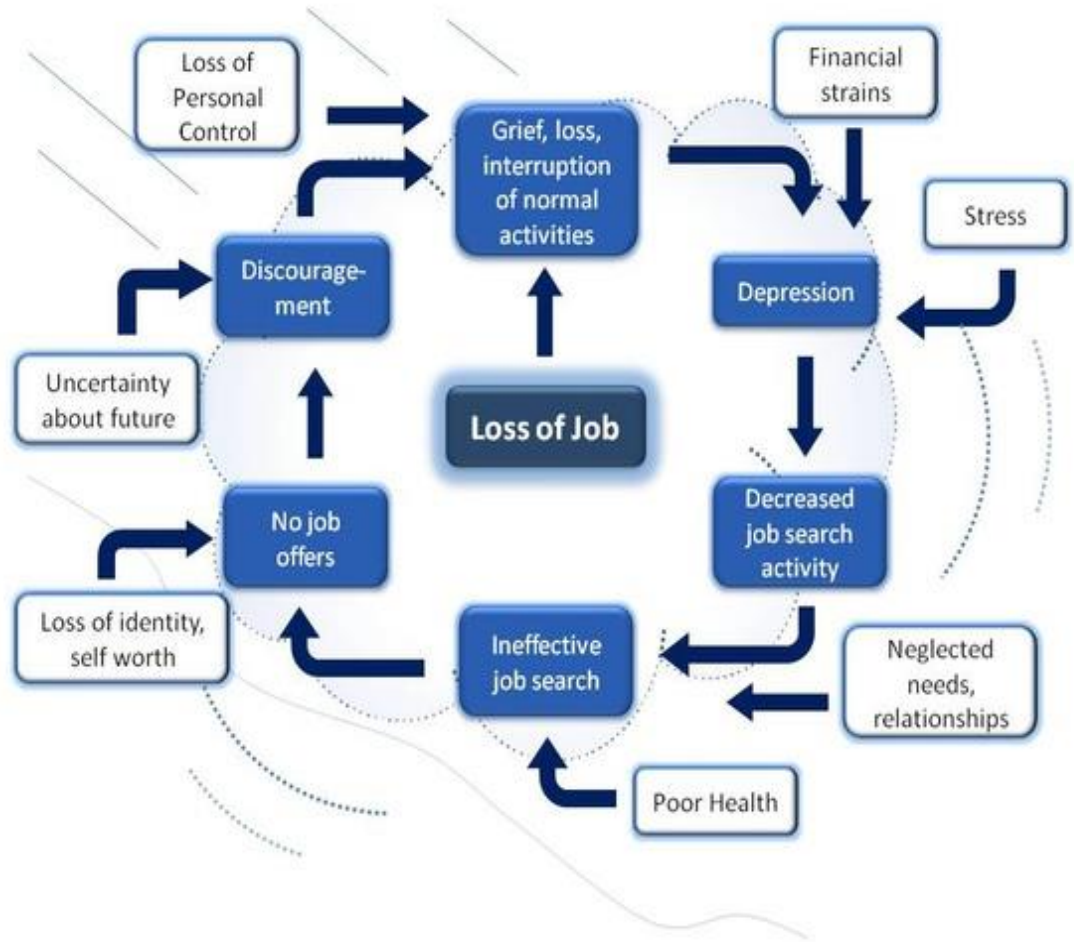 Loss of
Personal
Control
Financial
strains
Grief, loss,
interruption
of normal
activities
Stress
Discourage-
ment
Depression
Uncertainty
about future
Loss of Job
No job
offers
Decreased
job search
activity
Loss of identity,
self worth
Ineffective
job search
Neglected
needs,
relationships
Poor Health